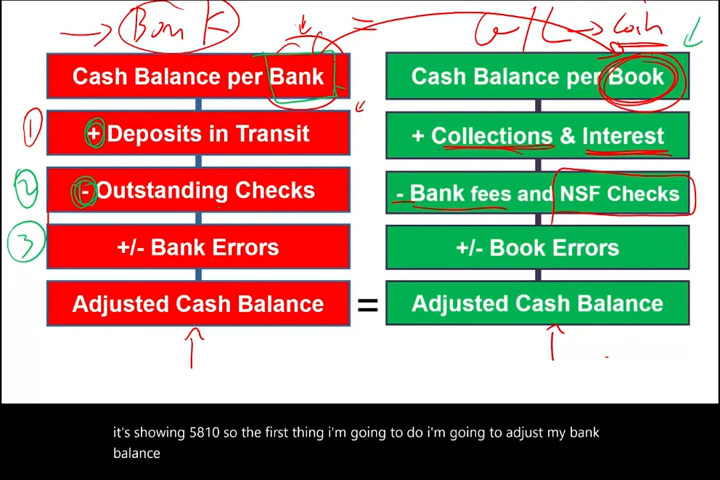 Bank = G/L → Cash
Cash Balance per Bank
Cash Balance per Book
1 + Deposits in Transit
+ Collections & Interest
2 - Outstanding Checks
- Bank fees and NSF Checks
3 +/- Bank Errors
+/- Book Errors
Adjusted Cash Balance = Adjusted Cash Balance
it's showing 5810 so the first thing i'm going to do i'm going to adjust my bank
balance